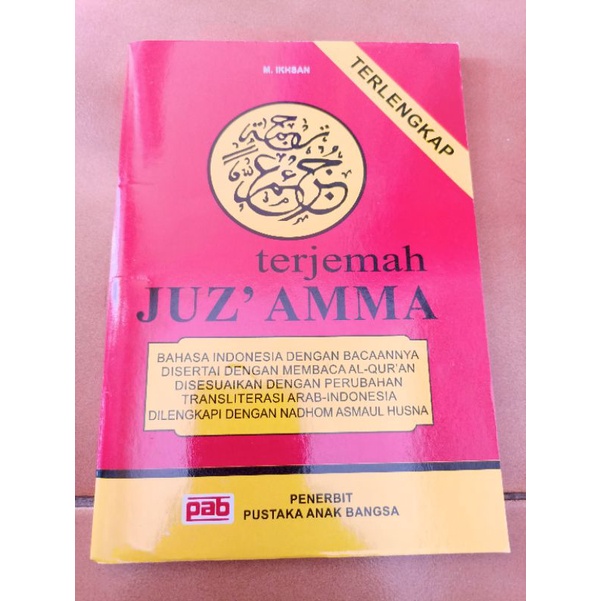 M. IKHSAN
TERLENGKAP
ترجمة
جزء عم
terjemah
JUZ' AMMA
BAHASA INDONESIA DENGAN BACAANNYA
DISERTAI DENGAN MEMBACA AL-QUR'AN
DISESUAIKAN DENGAN PERUBAHAN
TRANSLITERASI ARAB-INDONESIA
DILENGKAPI DENGAN NADHOM ASMAUL HUSNA
pab
PENERBIT
PUSTAKA ANAK BANGSA